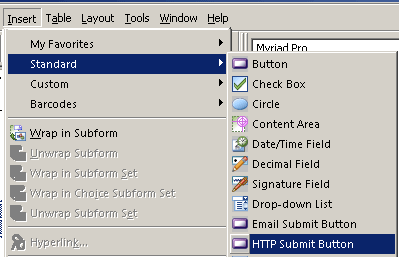 Insert Table Layout Tools Window Help
Myriad Pro
My Favorites
Standard
Custom
Barcodes
Wrap in Subform
Unwrap Subform
Wrap in Subform Set
Wrap in Choice Subform Set
Unwrap Subform Set
Hyperlink...
Button
Check Box
Circle
Content Area
Date/Time Field
Decimal Field
Signature Field
Drop-down List
Email Submit Button
HTTP Submit Button